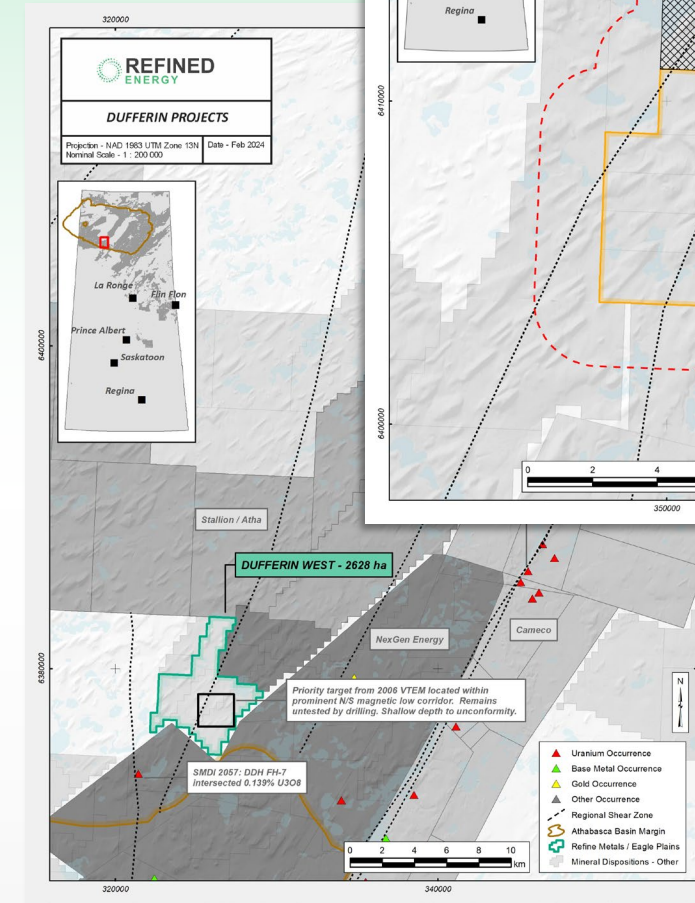 320000
REFINED
ENERGY
DUFFERIN PROJECTS
Projection - NAD 1983 UTM Zone 13N
Nominal Scale - 1 : 200 000
Date - Feb 2024
La Ronge
Flin Flon
Prince Albert
Saskatoon
Regina
6400000
6380000
Regina
6410000
6400000
0 2 4
350000
Stallion / Atha
DUFFERIN WEST - 2628 ha
NexGen Energy
Cameco
Priority target from 2006 VTEM located within
prominent N/S magnetic low corridor. Remains
untested by drilling. Shallow depth to unconformity.
SMDI 2057: DDH FH-7
intersected 0.139% U3O8
N
Uranium Occurrence
Base Metal Occurrence
Gold Occurrence
Other Occurrence
Regional Shear Zone
Athabasca Basin Margin
Refine Metals / Eagle Plains
Mineral Dispositions - Other
0 2 4 6 8 10
km
320000
340000